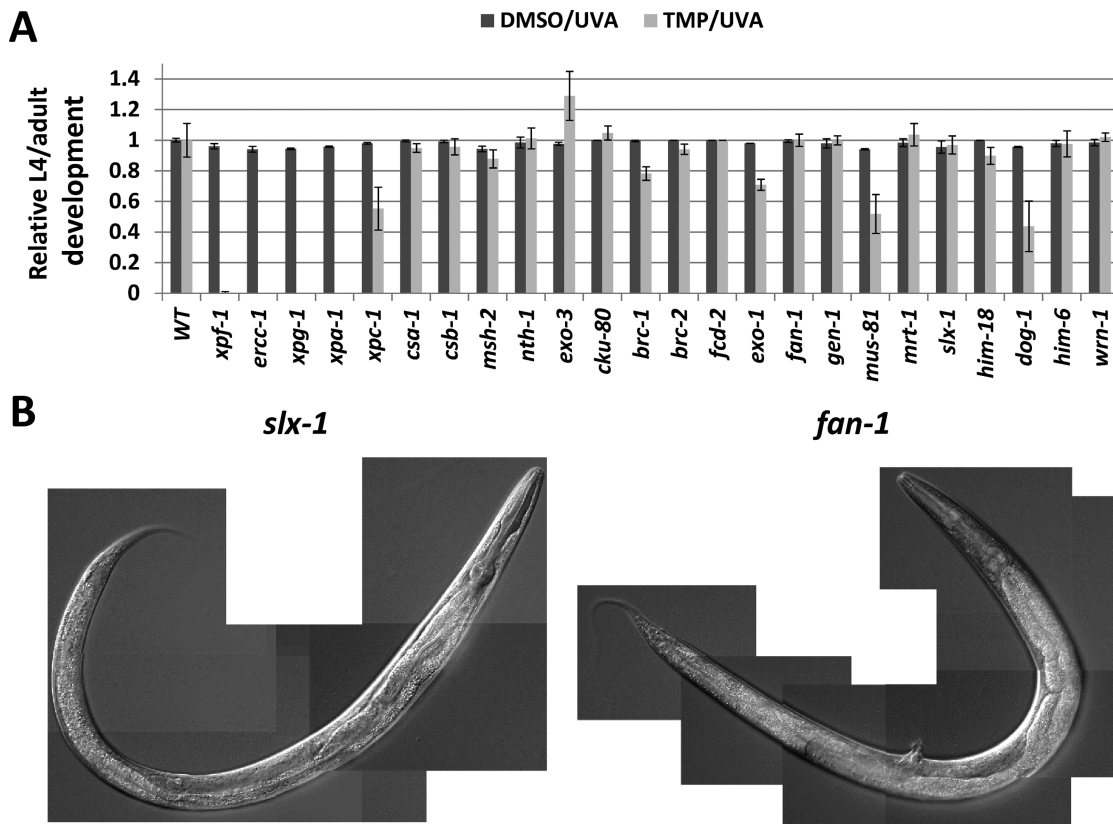 A
DMSO/UVA TMP/UVA
Relative L4/adult
development
1.4
1.2
1
0.8
0.6
0.4
0.2
0
WT xpf-1 ercc-1 xpg-1 xpa-1 xpc-1 csa-1 csb-1 msh-2 nth-1 exo-3 cku-80 brc-1 brc-2 fcd-2 exo-1 fan-1 gen-1 mus-81 mrt-1 slx-1 him-18 dog-1 him-6 wrn-1
B
slx-1 fan-1